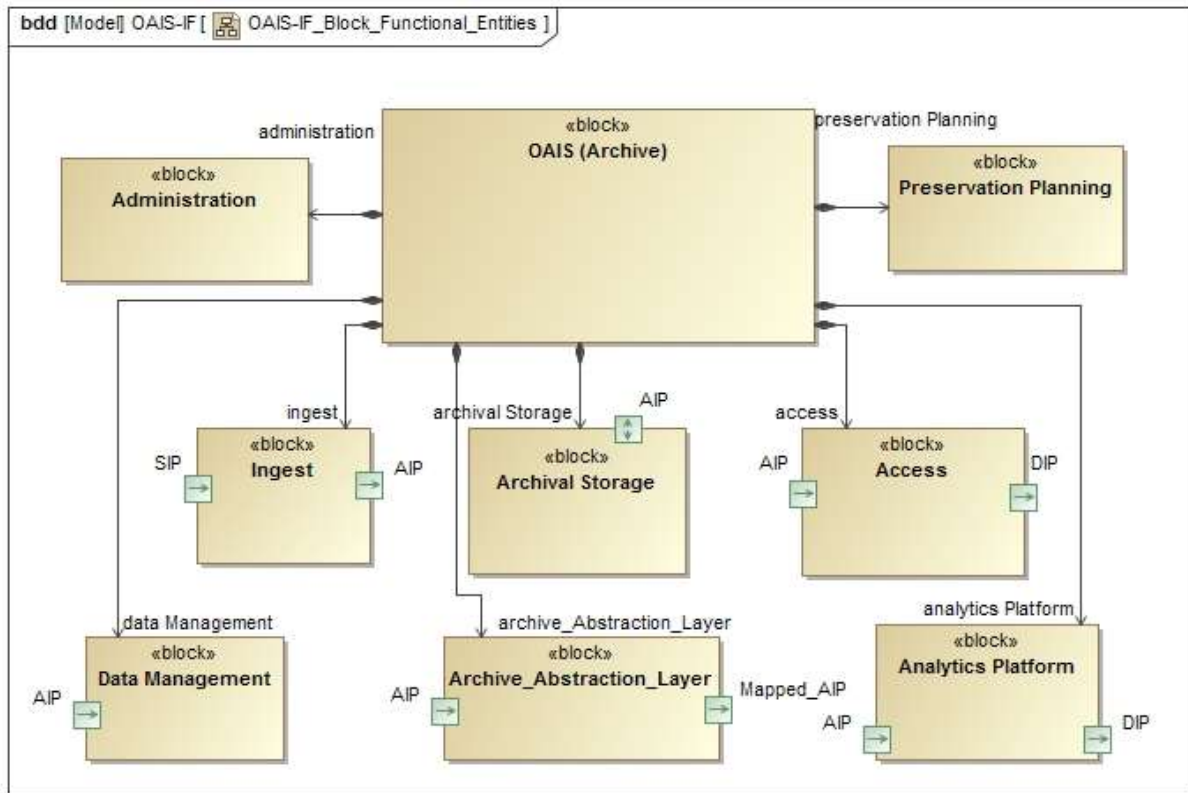 bdd [Model] OAIS-IF [ OAIS-IF_Block_Functional_Entities ]
administration
«block»
OAIS (Archive)
preservation Planning
«block»
Administration
«block»
Preservation Planning
ingest
archival Storage
AIP
access
SIP
«block»
Ingest
AIP
«block»
Archival Storage
AIP
«block»
Access
DIP
data Management
archive_Abstraction_Layer
analytics Platform
AIP
«block»
Data Management
AIP
«block»
Archive_Abstraction_Layer
Mapped_AIP
«block»
Analytics Platform
AIP
DIP